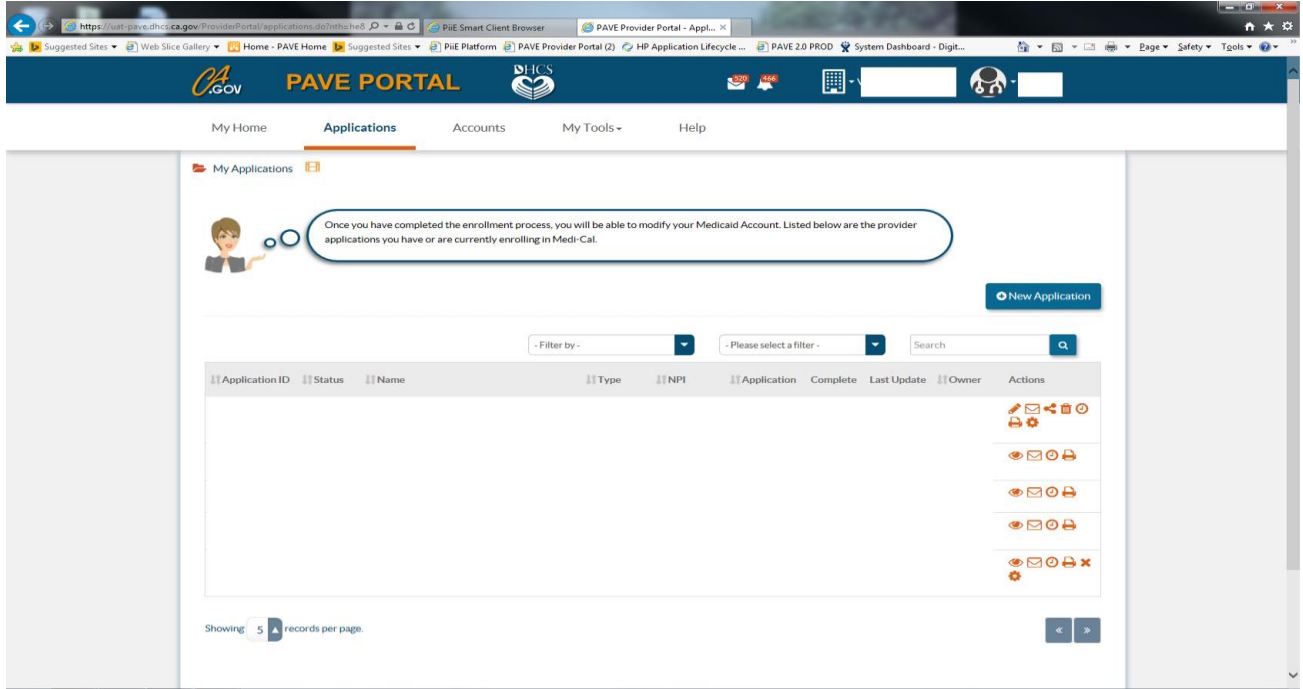 https://uat-pave.dhcs.ca.gov/ProviderPortal/applications.do?nth=he8
PiiE Smart Client Browser
PAVE Provider Portal - Appl...
Suggested Sites
Web Slice Gallery
Home - PAVE Home
Suggested Sites
PiiE Platform
PAVE Provider Portal (2)
HP Application Lifecycle ...
PAVE 2.0 PROD
System Dashboard - Digit...
Page
Safety
Tools
CA.GOV
PAVE PORTAL
DHCS
520
466
My Home
Applications
Accounts
My Tools
Help
My Applications
Once you have completed the enrollment process, you will be able to modify your Medicaid Account. Listed below are the provider
applications you have or are currently enrolling in Medi-Cal.
New Application
- Filter by -
- Please select a filter -
Search
Application ID Status Name Type NPI Application Complete Last Update Owner Actions
Showing 5 records per page.